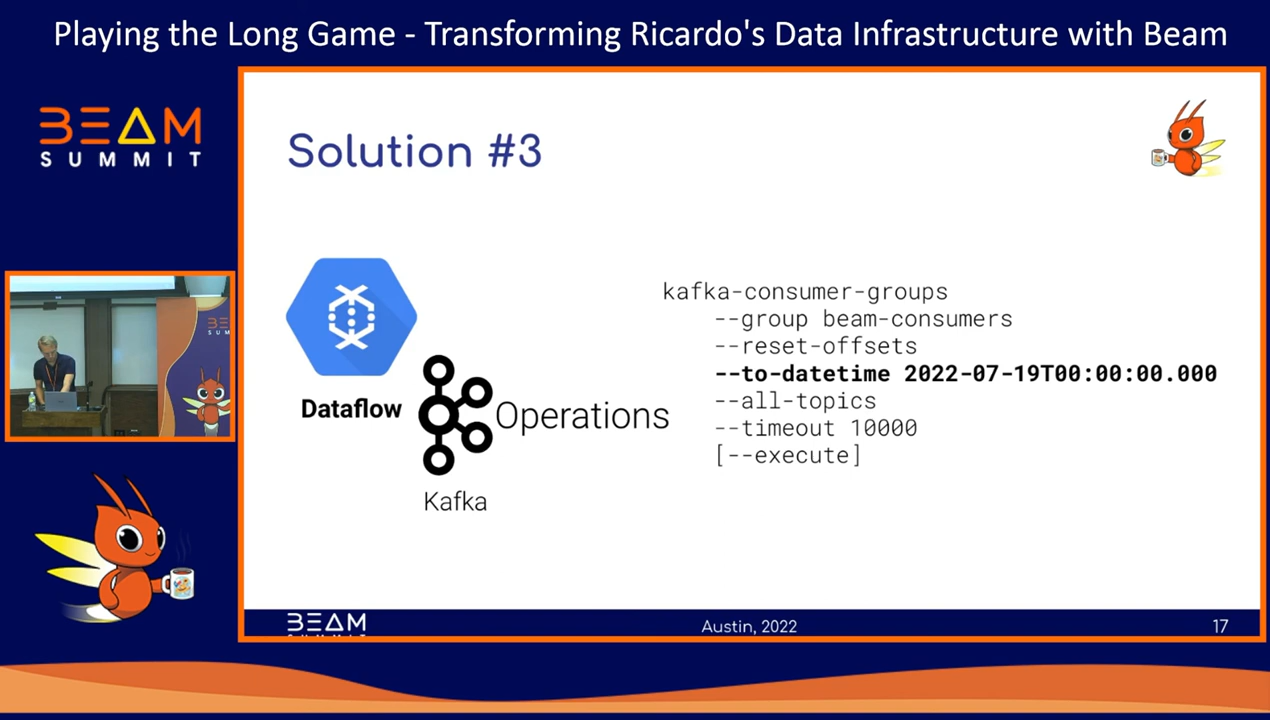 Playing the Long Game - Transforming Ricardo's Data Infrastructure with Beam
BEAM
SUMMIT
Solution #3
Dataflow
Operations
Kafka
kafka-consumer-groups
--group beam-consumers
--reset-offsets
--to-datetime 2022-07-19T00:00:00.000
--all-topics
--timeout 10000
[--execute]
BEAM
Austin, 2022
17